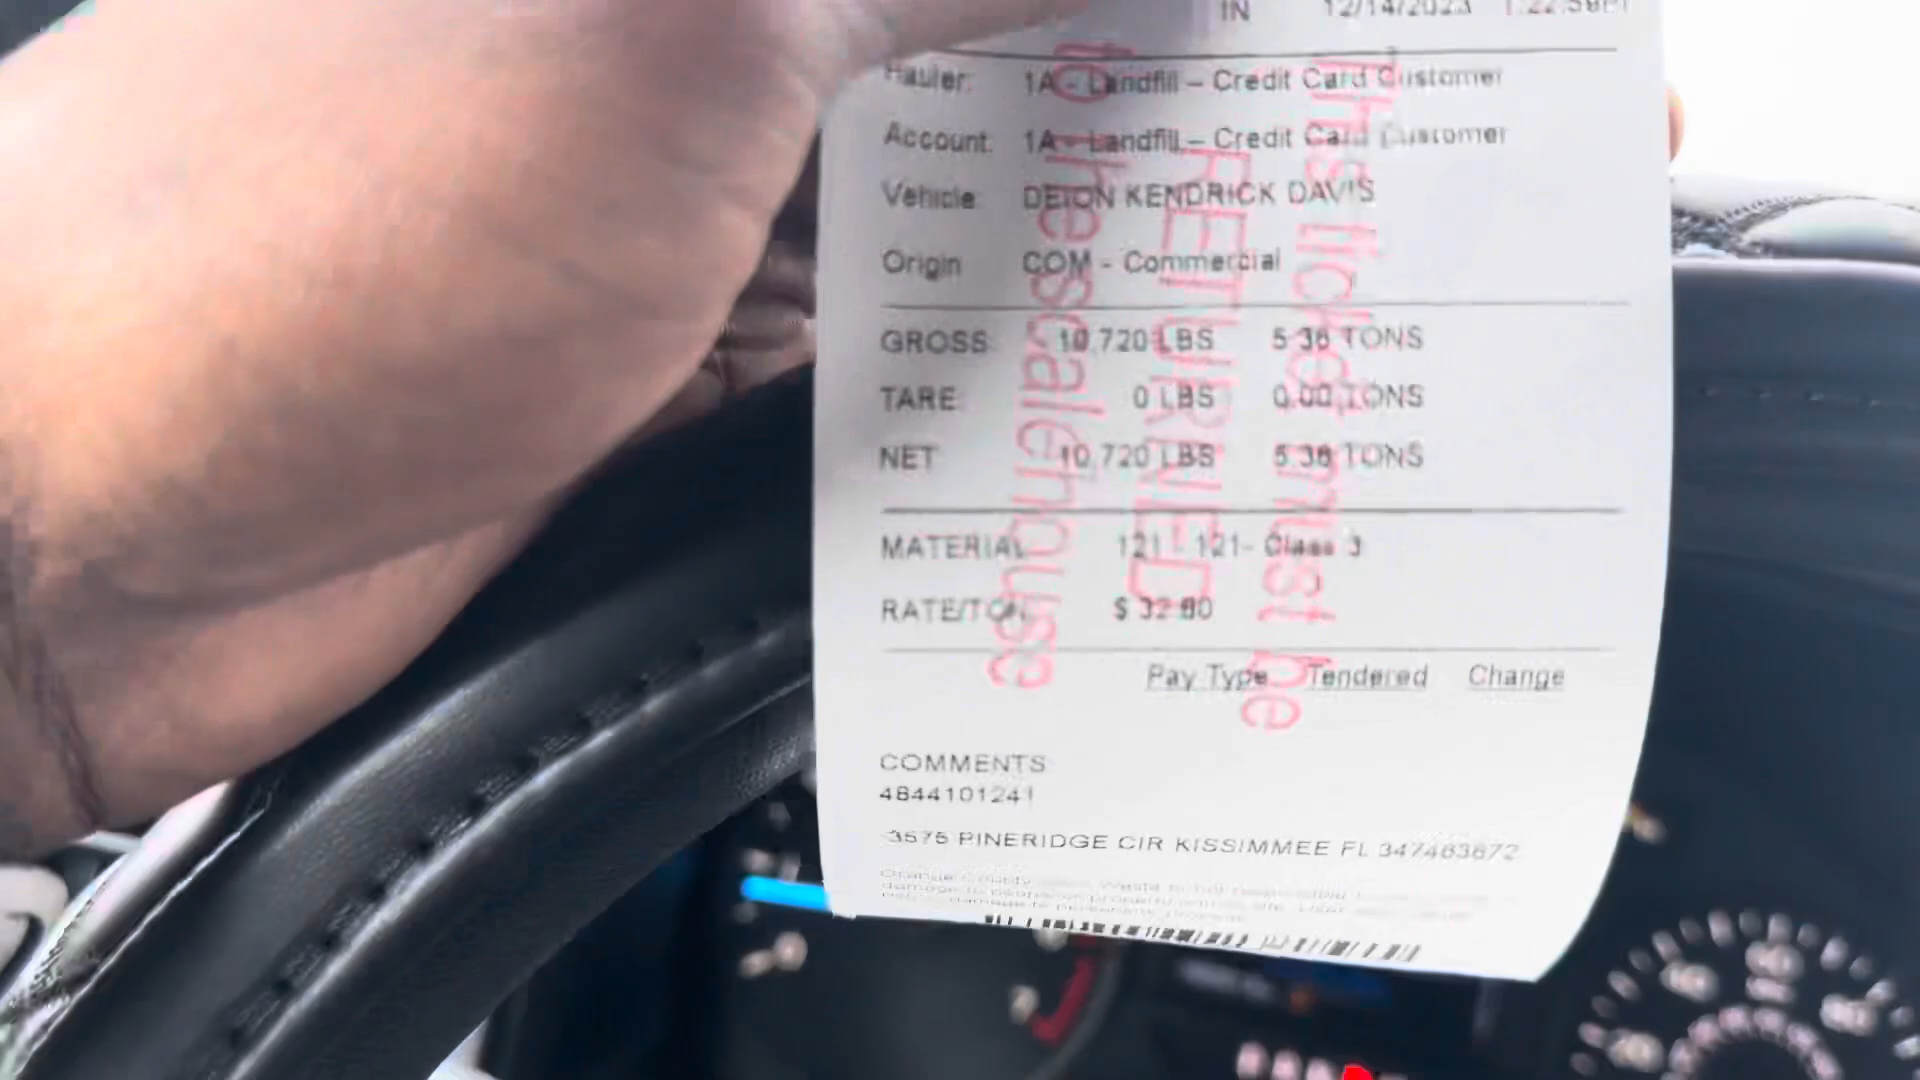 IN 12/14/2023 1:22:59PM
Hauler: 1A - Landfill – Credit Card Customer
Account: 1A - Landfill – Credit Card Customer
Vehicle: DEION KENDRICK DAVIS
Origin COM - Commercial
GROSS: 10,720 LBS 5.36 TONS
TARE: 0 LBS 0.00 TONS
NET 10,720 LBS 5.36 TONS
MATERIAL 121 - 121- Class 3
RATE/TON
Pay Type Tendered Change
COMMENTS
4844101241
3575 PINERIDGE CIR KISSIMMEE FL
This ticket must be
RETURNED
to the scalehouse